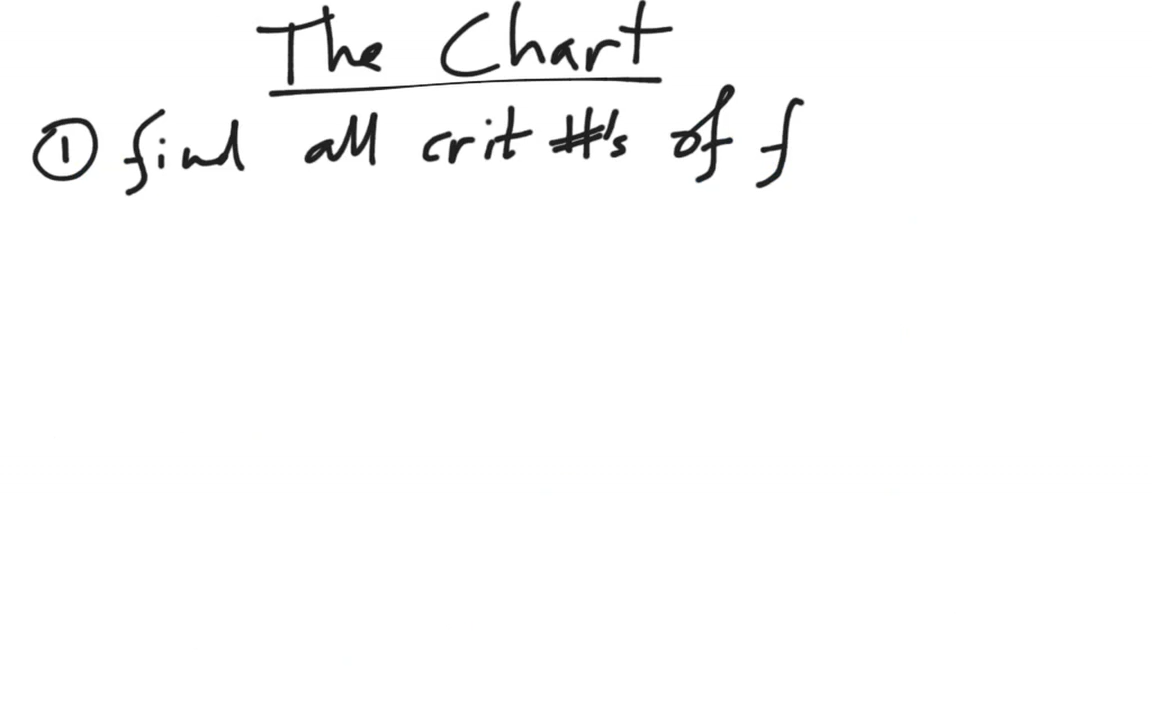 The Chart
① find all crit #'s of f